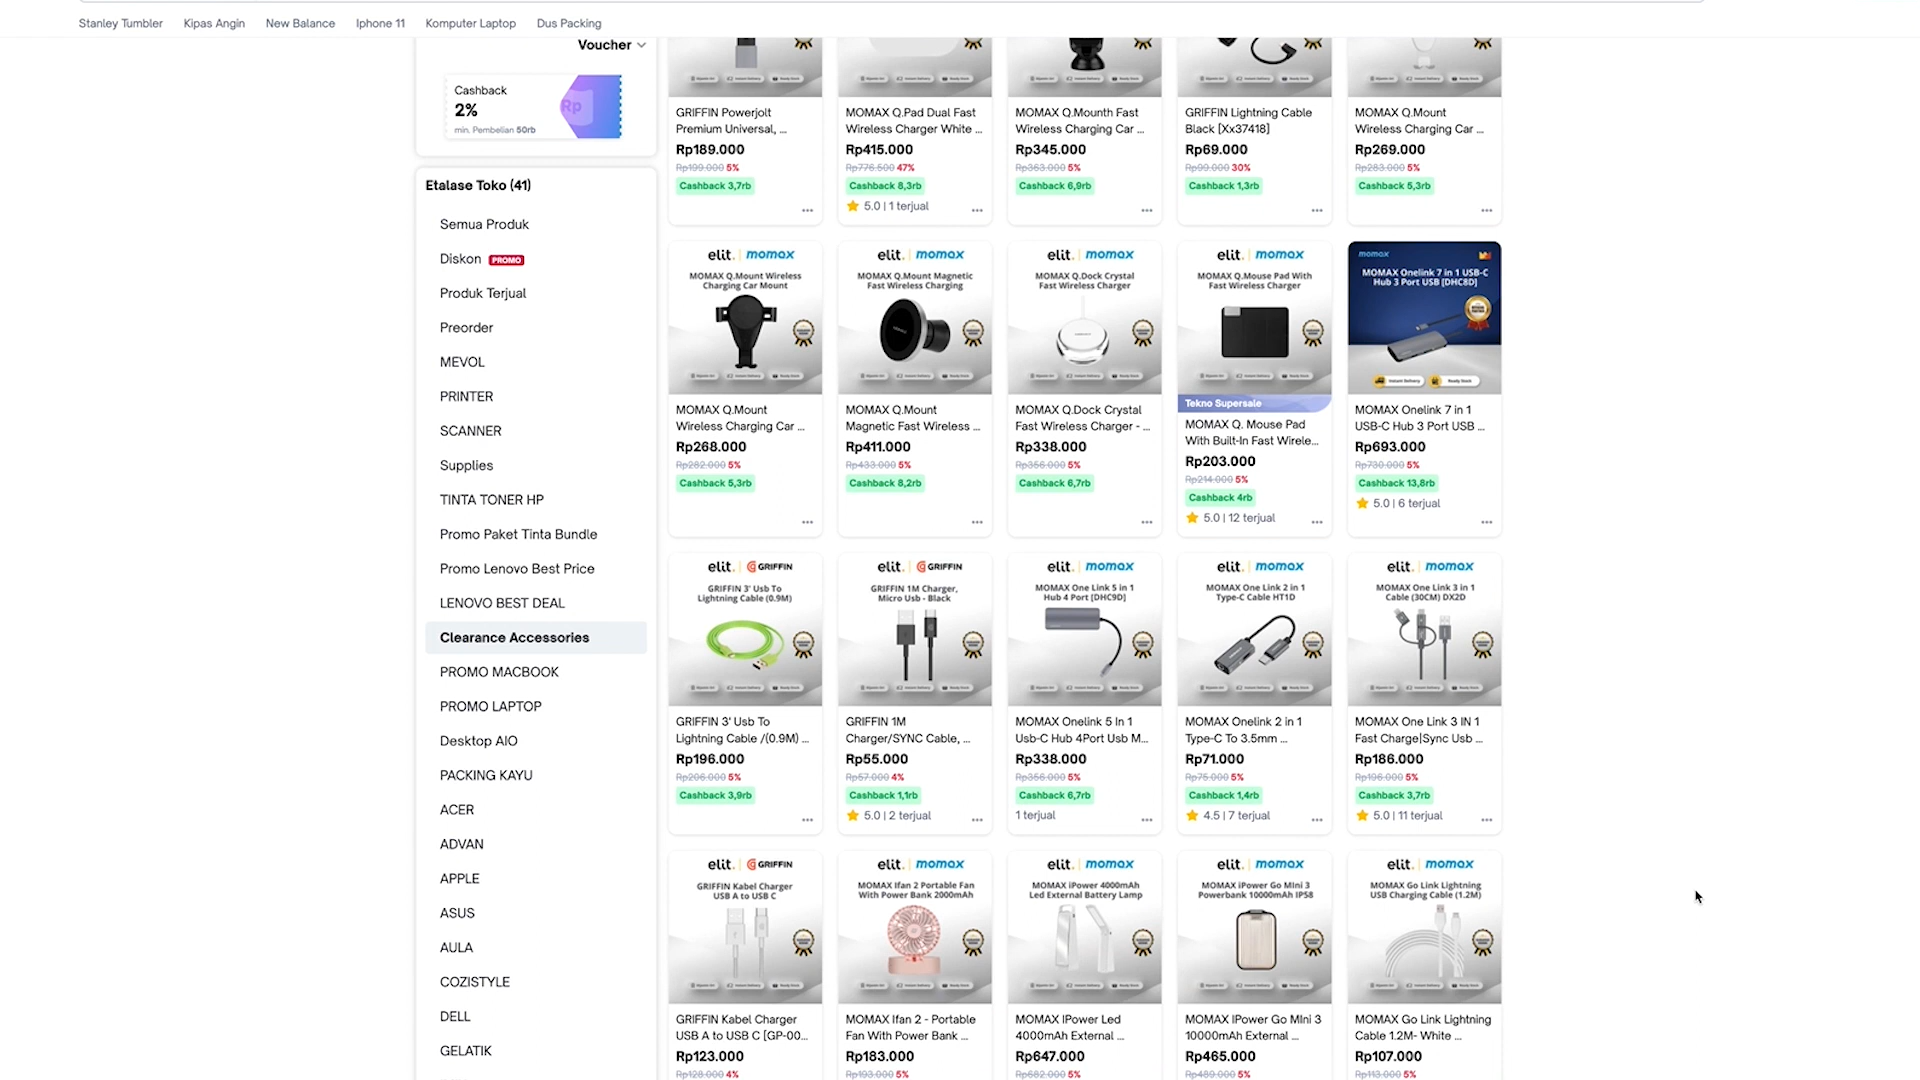 Stanley Tumbler Kipas Angin New Balance Iphone 11 Komputer Laptop Dus Packing
Voucher
Cashback
2%
Rp
min. Pembelian 50rb
Etalase Toko (41)
Semua Produk
Diskon PROMO
Produk Terjual
Preorder
MEVOL
PRINTER
SCANNER
Supplies
TINTA TONER HP
Promo Paket Tinta Bundle
Promo Lenovo Best Price
LENOVO BEST DEAL
Clearance Accessories
PROMO MACBOOK
PROMO LAPTOP
Desktop AIO
PACKING KAYU
ACER
ADVAN
APPLE
ASUS
AULA
COZISTYLE
DELL
GELATIK
GRIFFIN Powerjolt
Premium Universal, ...
Rp189.000
Rp199.000 5%
Cashback 3,7rb
MOMAX Q.Pad Dual Fast
Wireless Charger White ...
Rp415.000
Rp776.500 47%
Cashback 8,3rb
5.0 | 1 terjual
MOMAX Q.Mounth Fast
Wireless Charging Car ...
Rp345.000
Rp363.000 5%
Cashback 6,9rb
GRIFFIN Lightning Cable
Black [Xx37418]
Rp69.000
Rp99.000 30%
Cashback 1,3rb
MOMAX Q.Mount
Wireless Charging Car ...
Rp269.000
Rp283.000 5%
Cashback 5,3rb
elit. momax
MOMAX Q.Mount Wireless
Charging Car Mount
MOMAX Q.Mount
Wireless Charging Car ...
Rp268.000
Rp282.000 5%
Cashback 5,3rb
elit. momax
MOMAX Q.Mount Magnetic
Fast Wireless Charging
MOMAX Q.Mount
Magnetic Fast Wireless ...
Rp411.000
Rp433.000 5%
Cashback 8,2rb
elit. momax
MOMAX Q.Dock Crystal
Fast Wireless Charger
MOMAX Q.Dock Crystal
Fast Wireless Charger - ...
Rp338.000
Rp356.000 5%
Cashback 6,7rb
elit. momax
MOMAX Q.Mouse Pad With
Fast Wireless Charger
Tekno Supersale
MOMAX Q. Mouse Pad
With Built-In Fast Wirele...
Rp203.000
Rp214.000 5%
Cashback 4rb
5.0 | 12 terjual
momax
MOMAX Onelink 7 in 1 USB-C
Hub 3 Port USB [DHC8D]
Instant Delivery Ready Stock
MOMAX Onelink 7 in 1
USB-C Hub 3 Port USB ...
Rp693.000
Rp730.000 5%
Cashback 13,8rb
5.0 | 6 terjual
elit. GRIFFIN
GRIFFIN 3' Usb To
Lightning Cable (0.9M)
GRIFFIN 3' Usb To
Lightning Cable /(0.9M) ...
Rp196.000
Rp206.000 5%
Cashback 3,9rb
elit. GRIFFIN
GRIFFIN 1M Charger,
Micro Usb - Black
GRIFFIN 1M
Charger/SYNC Cable, ...
Rp55.000
Rp57.000 4%
Cashback 1,1rb
5.0 | 2 terjual
elit. momax
MOMAX One Link 5 in 1
Hub 4 Port [DHC9D]
MOMAX Onelink 5 In 1
Usb-C Hub 4Port Usb M...
Rp338.000
Rp356.000 5%
Cashback 6,7rb
1 terjual
elit. momax
MOMAX One Link 2 in 1
Type-C Cable HT1D
MOMAX Onelink 2 in 1
Type-C To 3.5mm ...
Rp71.000
Rp75.000 5%
Cashback 1,4rb
4.5 | 7 terjual
elit. momax
MOMAX One Link 3 in 1
Cable (30CM) DX2D
MOMAX One Link 3 IN 1
Fast Charge|Sync Usb ...
Rp186.000
Rp196.000 5%
Cashback 3,7rb
5.0 | 11 terjual
elit. GRIFFIN
GRIFFIN Kabel Charger
USB A to USB C
GRIFFIN Kabel Charger
USB A to USB C [GP-00...
Rp123.000
Rp128.000 4%
elit. momax
MOMAX Ifan 2 Portable Fan
With Power Bank 2000mAh
MOMAX Ifan 2 - Portable
Fan With Power Bank ...
Rp183.000
Rp193.000 5%
elit. momax
MOMAX iPower 4000mAh
Led External Battery Lamp
MOMAX IPower Led
4000mAh External ...
Rp647.000
Rp682.000 5%
elit. momax
MOMAX iPower Go MIni 3
Powerbank 10000mAh IP58
MOMAX IPower Go MIni 3
10000mAh External ...
Rp465.000
Rp489.000 5%
elit. momax
MOMAX Go Link Lightning
USB Charging Cable (1.2M)
MOMAX Go Link Lightning
Cable 1.2M- White ...
Rp107.000
Rp113.000 5%